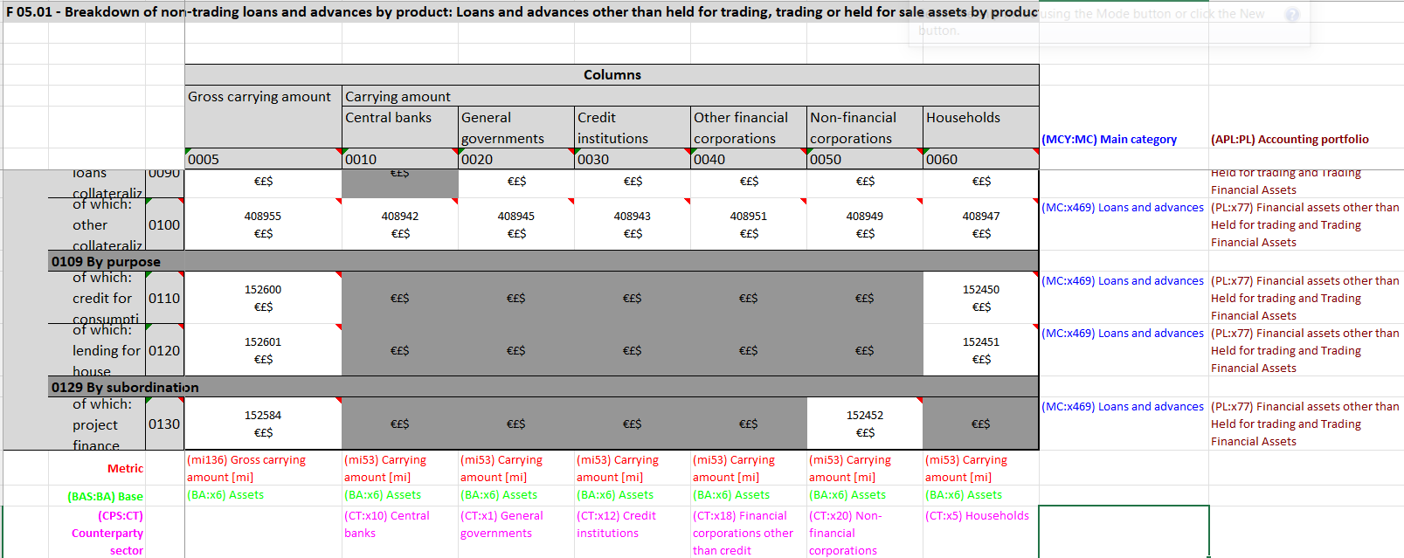 F 05.01 - Breakdown of non-trading loans and advances by product: Loans and advances other than held for trading, trading or held for sale assets by produc
using the Mode button or click the New
button.
Columns
Gross carrying amount Carrying amount
Central banks General governments Credit institutions Other financial corporations Non-financial corporations Households
(MCY:MC) Main category (APL:PL) Accounting portfolio
0005 0010 0020 0030 0040 0050 0060
loans 0090 €£$ €£$ €£$ €£$ €£$ €£$ €£$ Held for trading and Trading
collateraliz Financial Assets
of which: 408955 408942 408945 408943 408951 408949 408947 (MC:x469) Loans and advances (PL:x77) Financial assets other than
other 0100 €£$ €£$ €£$ €£$ €£$ €£$ €£$ Held for trading and Trading
collateraliz Financial Assets
0109 By purpose
of which: 152600 152450 (MC:x469) Loans and advances (PL:x77) Financial assets other than
credit for 0110 €£$ €£$ €£$ €£$ €£$ €£$ €£$ Held for trading and Trading
consumpti Financial Assets
of which: 152601 152451 (MC:x469) Loans and advances (PL:x77) Financial assets other than
lending for 0120 €£$ €£$ €£$ €£$ €£$ €£$ €£$ Held for trading and Trading
house Financial Assets
0129 By subordination
of which: 152584 152452 (MC:x469) Loans and advances (PL:x77) Financial assets other than
project 0130 €£$ €£$ €£$ €£$ €£$ €£$ €£$ Held for trading and Trading
finance Financial Assets
Metric (mi136) Gross carrying amount [mi] (mi53) Carrying amount [mi] (mi53) Carrying amount [mi] (mi53) Carrying amount [mi] (mi53) Carrying amount [mi] (mi53) Carrying amount [mi] (mi53) Carrying amount [mi]
(BAS:BA) Base (BA:x6) Assets (BA:x6) Assets (BA:x6) Assets (BA:x6) Assets (BA:x6) Assets (BA:x6) Assets (BA:x6) Assets
(CPS:CT) Counterparty sector (CT:x10) Central banks (CT:x1) General governments (CT:x12) Credit institutions (CT:x18) Financial corporations other than credit (CT:x20) Non-financial corporations (CT:x5) Households